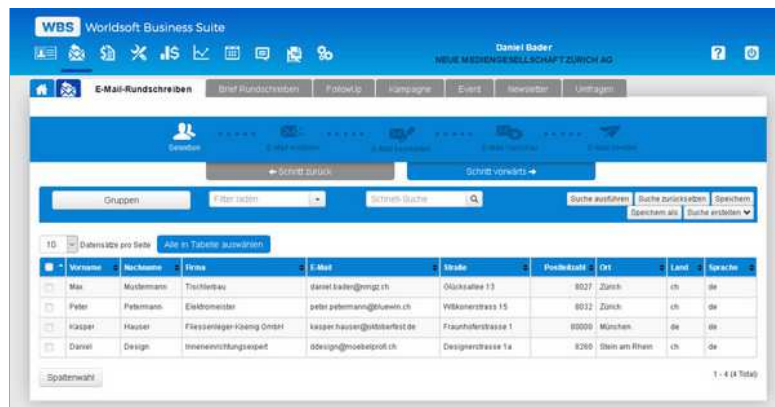 WBS Worldsoft Business Suite
Daniel Bader
NEUE MEDIENGESELLSCHAFT ZÜRICH AG
E-Mail-Rundschreiben Brief Rundschreiben FollowUp Kampagne Event Newsletter Umfragen
Schritt zurück Schritt vorwärts
Gruppen Filter laden Schnell-Suche Suche ausführen Suche zurücksetzen Speichern
Speichern als Suche erstellen
10 Datensätze pro Seite Alle in Tabelle auswählen
Vorname Nachname Firma E-Mail Straße Postleitzahl Ort Land Sprache
Max Mustermann Tischlerbau daniel.bader@nmgz.ch Glücksallee 13 8027 Zürich ch de
Peter Petermann Elektromeister peter.petermann@bluewin.ch Witikonerstrass 15 8032 Zürich ch de
Kasper Hauser Fliessenleger-Koenig GmbH kasper.hauser@oktoberfest.de Fraunhoferstrasse 1 80000 München de de
Daniel Design Inneneinrichtungsexpert ddesign@moebelprofi.ch Designerstrasse 1a 8260 Stein am Rhein ch de
Spaltenwahl 1 - 4 (4 Total)